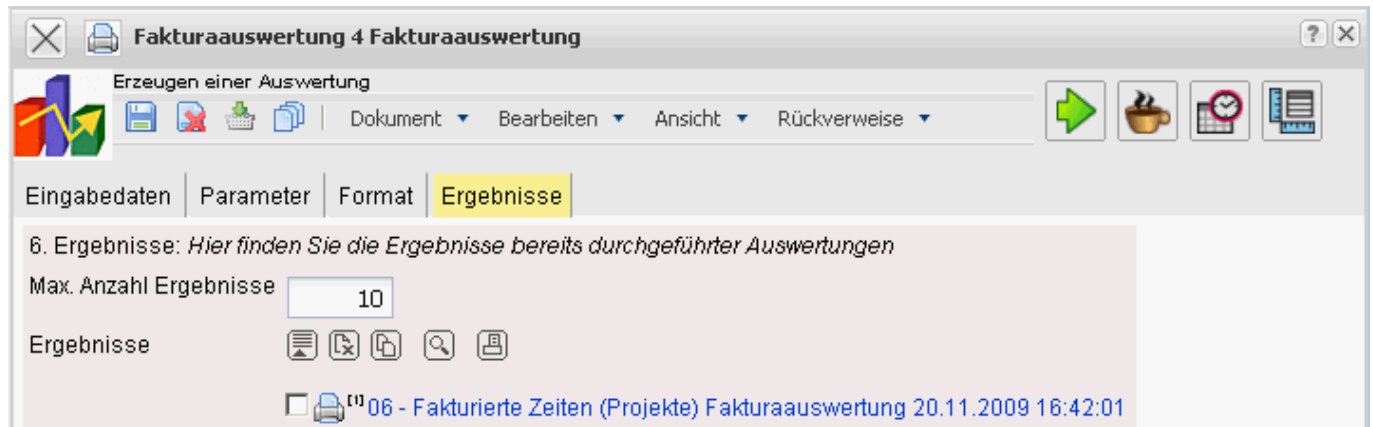 Fakturaauswertung 4 Fakturaauswertung ?
Erzeugen einer Auswertung
Dokument Bearbeiten Ansicht Rückverweise
Eingabedaten Parameter Format Ergebnisse
6. Ergebnisse: Hier finden Sie die Ergebnisse bereits durchgeführter Auswertungen
Max. Anzahl Ergebnisse 10
Ergebnisse
[1] 06 - Fakturierte Zeiten (Projekte) Fakturaauswertung 20.11.2009 16:42:01